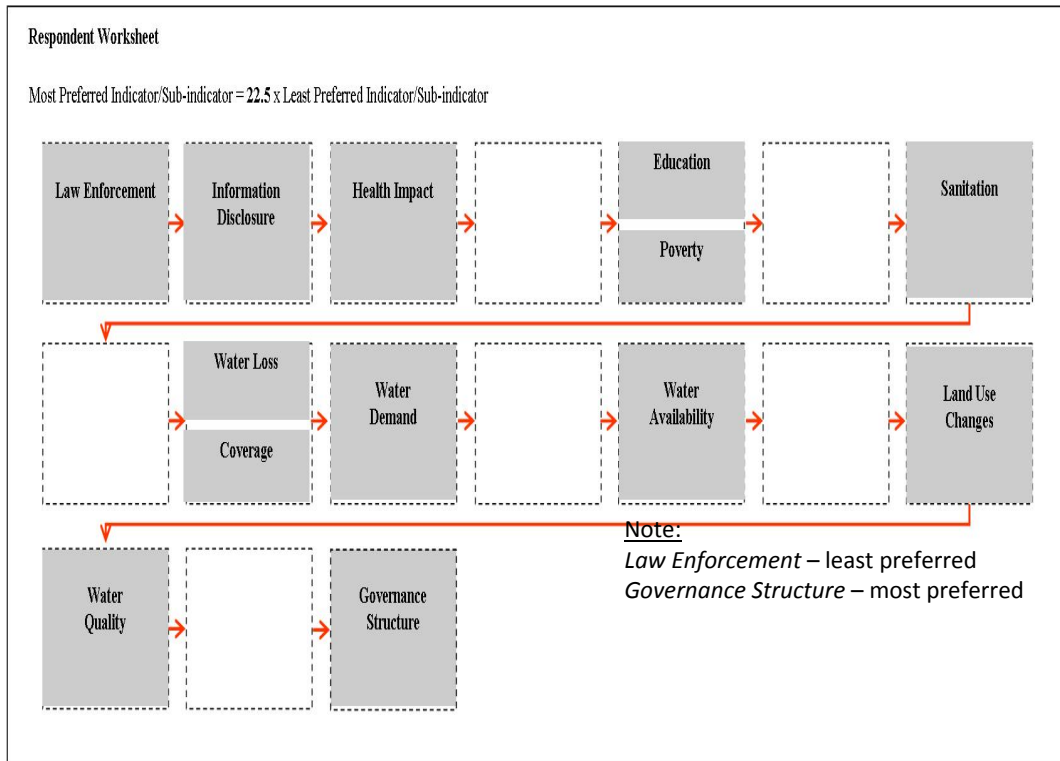 Respondent Worksheet
Most Preferred Indicator/Sub-indicator = 22.5 x Least Preferred Indicator/Sub-indicator
Law Enforcement
Information
Disclosure
Health Impact
Education
Poverty
Sanitation
Water Loss
Coverage
Water
Demand
Water
Availability
Land Use
Changes
Water
Quality
Governance
Structure
Note:
Law Enforcement – least preferred
Governance Structure – most preferred